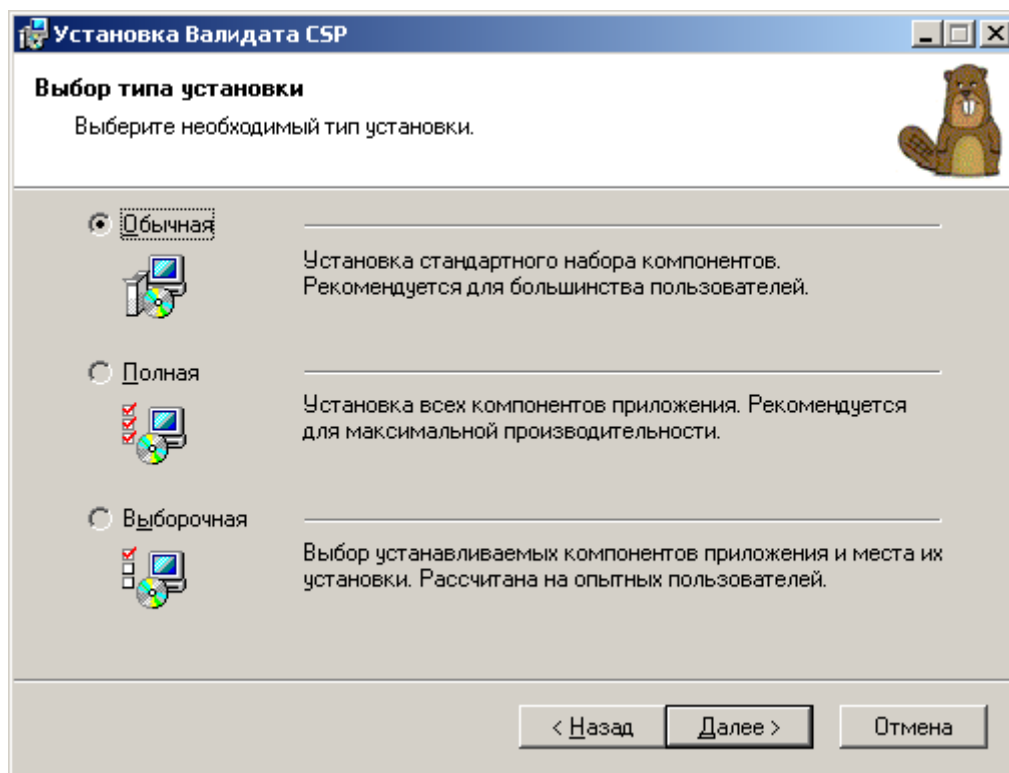 Установка Валидата CSP
Выбор типа установки
Выберите необходимый тип установки.
Обычная
Установка стандартного набора компонентов.
Рекомендуется для большинства пользователей.
Полная
Установка всех компонентов приложения. Рекомендуется
для максимальной производительности.
Выборочная
Выбор устанавливаемых компонентов приложения и места их
установки. Рассчитана на опытных пользователей.
< Назад
Далее >
Отмена